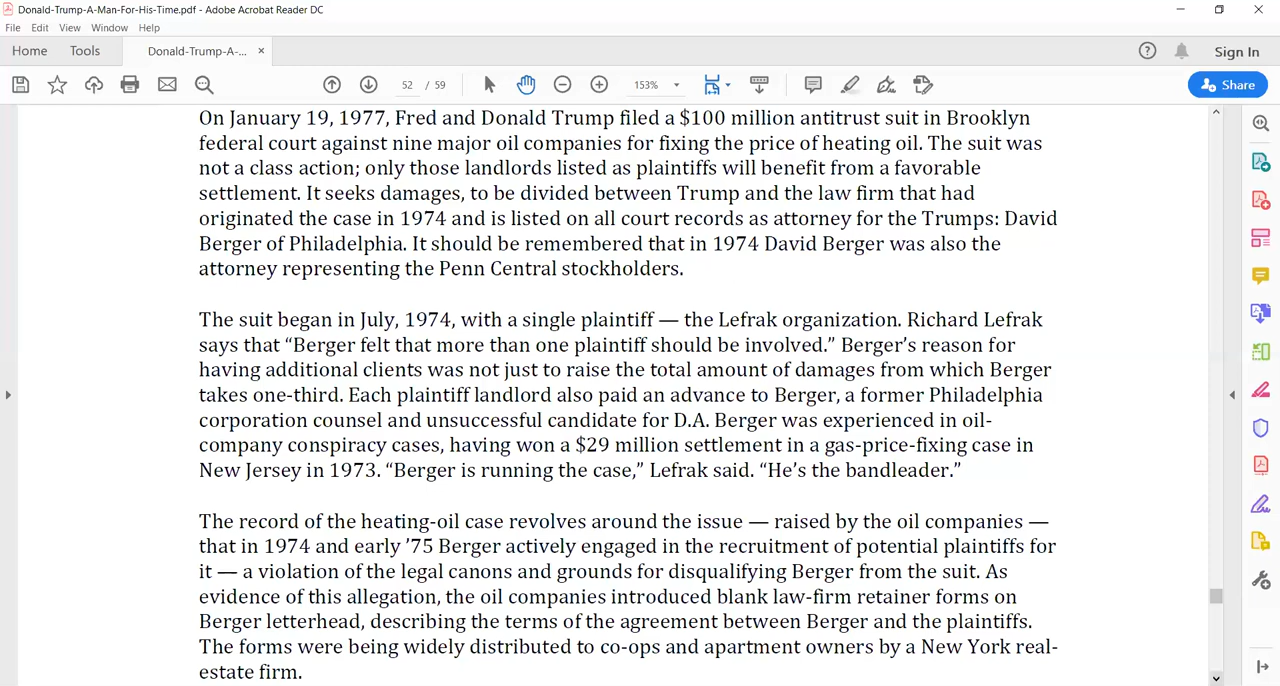 Donald-Trump-A-Man-For-His-Time.pdf - Adobe Acrobat Reader DC
File Edit View Window Help
Home Tools Donald-Trump-A-... × Sign In
52 / 59 153% Share
On January 19, 1977, Fred and Donald Trump filed a $100 million antitrust suit in Brooklyn
federal court against nine major oil companies for fixing the price of heating oil. The suit was
not a class action; only those landlords listed as plaintiffs will benefit from a favorable
settlement. It seeks damages, to be divided between Trump and the law firm that had
originated the case in 1974 and is listed on all court records as attorney for the Trumps: David
Berger of Philadelphia. It should be remembered that in 1974 David Berger was also the
attorney representing the Penn Central stockholders.
The suit began in July, 1974, with a single plaintiff — the Lefrak organization. Richard Lefrak
says that “Berger felt that more than one plaintiff should be involved.” Berger’s reason for
having additional clients was not just to raise the total amount of damages from which Berger
takes one-third. Each plaintiff landlord also paid an advance to Berger, a former Philadelphia
corporation counsel and unsuccessful candidate for D.A. Berger was experienced in oil-
company conspiracy cases, having won a $29 million settlement in a gas-price-fixing case in
New Jersey in 1973. “Berger is running the case,” Lefrak said. “He’s the bandleader.”
The record of the heating-oil case revolves around the issue — raised by the oil companies —
that in 1974 and early ’75 Berger actively engaged in the recruitment of potential plaintiffs for
it — a violation of the legal canons and grounds for disqualifying Berger from the suit. As
evidence of this allegation, the oil companies introduced blank law-firm retainer forms on
Berger letterhead, describing the terms of the agreement between Berger and the plaintiffs.
The forms were being widely distributed to co-ops and apartment owners by a New York real-
estate firm.